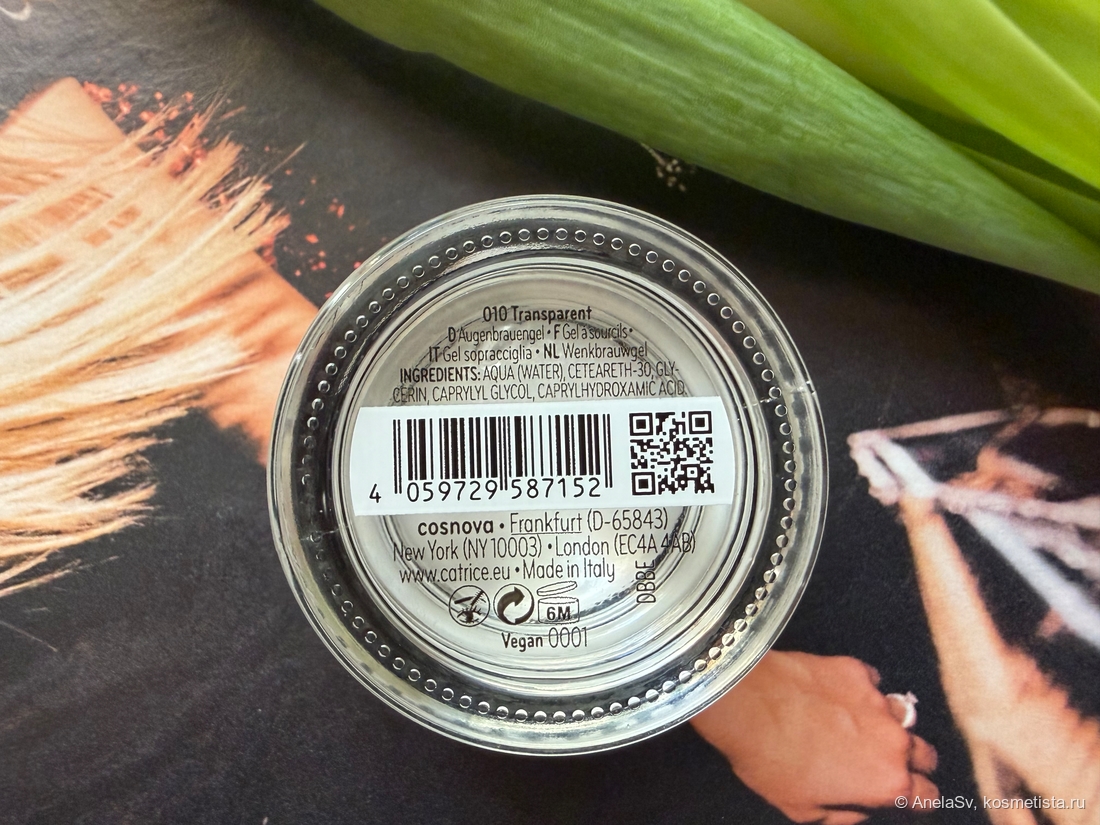 010 Transparent
D Augenbrauengel • F Gel à sourcils •
IT Gel sopracciglia • NL Wenkbrauwgel
INGREDIENTS: AQUA (WATER), CETEARETH-30, GLY-
CERIN, CAPRYLYL GLYCOL, CAPRYLHYDROXAMIC ACID.
4 059729 587152
cosnova • Frankfurt (D-65843)
New York (NY 10003) • London (EC4A 4AB)
www.catrice.eu • Made in Italy
DBBE
6M
Vegan 0001
© AnelaSv, kosmetista.ru